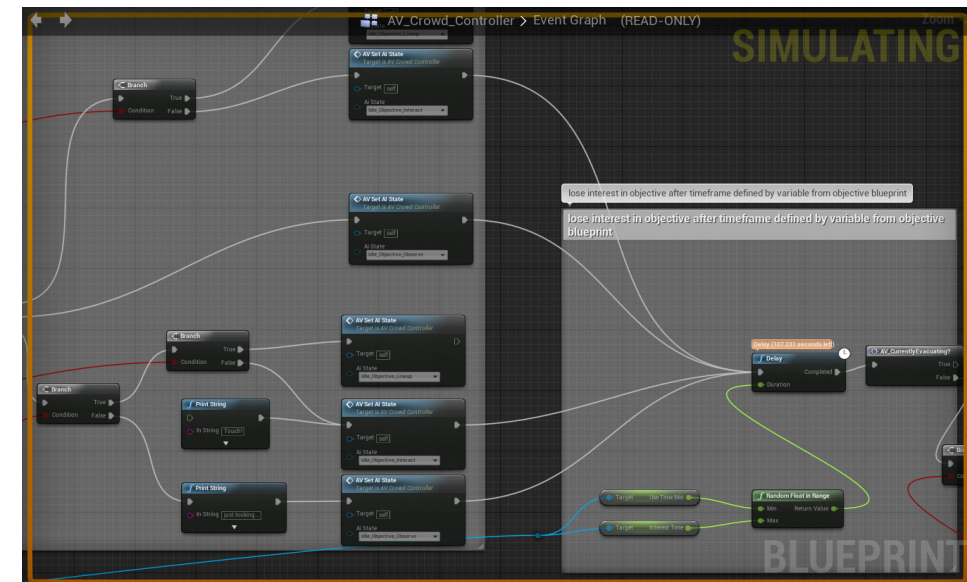 AV_Crowd_Controller > Event Graph (READ-ONLY)
Zoom
SIMULATING
Idle_Objective_Lineup
AV Set AI State
Target is AV Crowd Controller
Target self
Ai State
Idle_Objective_Interact
Branch
True
Condition False
AV Set AI State
Target is AV Crowd Controller
Target self
Ai State
Idle_Objective_Observe
lose interest in objective after timeframe defined by variable from objective blueprint
lose interest in objective after timeframe defined by variable from objective
blueprint
AV Set AI State
Target is AV Crowd Controller
Target self
Ai State
Idle_Objective_Lineup
Branch
True
Condition False
Branch
True
Condition False
Print String
In String Touch!
AV Set AI State
Target is AV Crowd Controller
Target self
Ai State
Idle_Objective_Interact
Print String
In String just looking...
AV Set AI State
Target is AV Crowd Controller
Target self
Ai State
Idle_Objective_Observe
Delay
Completed
Duration
AV_CurrentlyEvacuating?
True
False
Target Use Time Min
Target Interest Time
Random Float in Range
Min Return Value
Max
BLUEPRINT